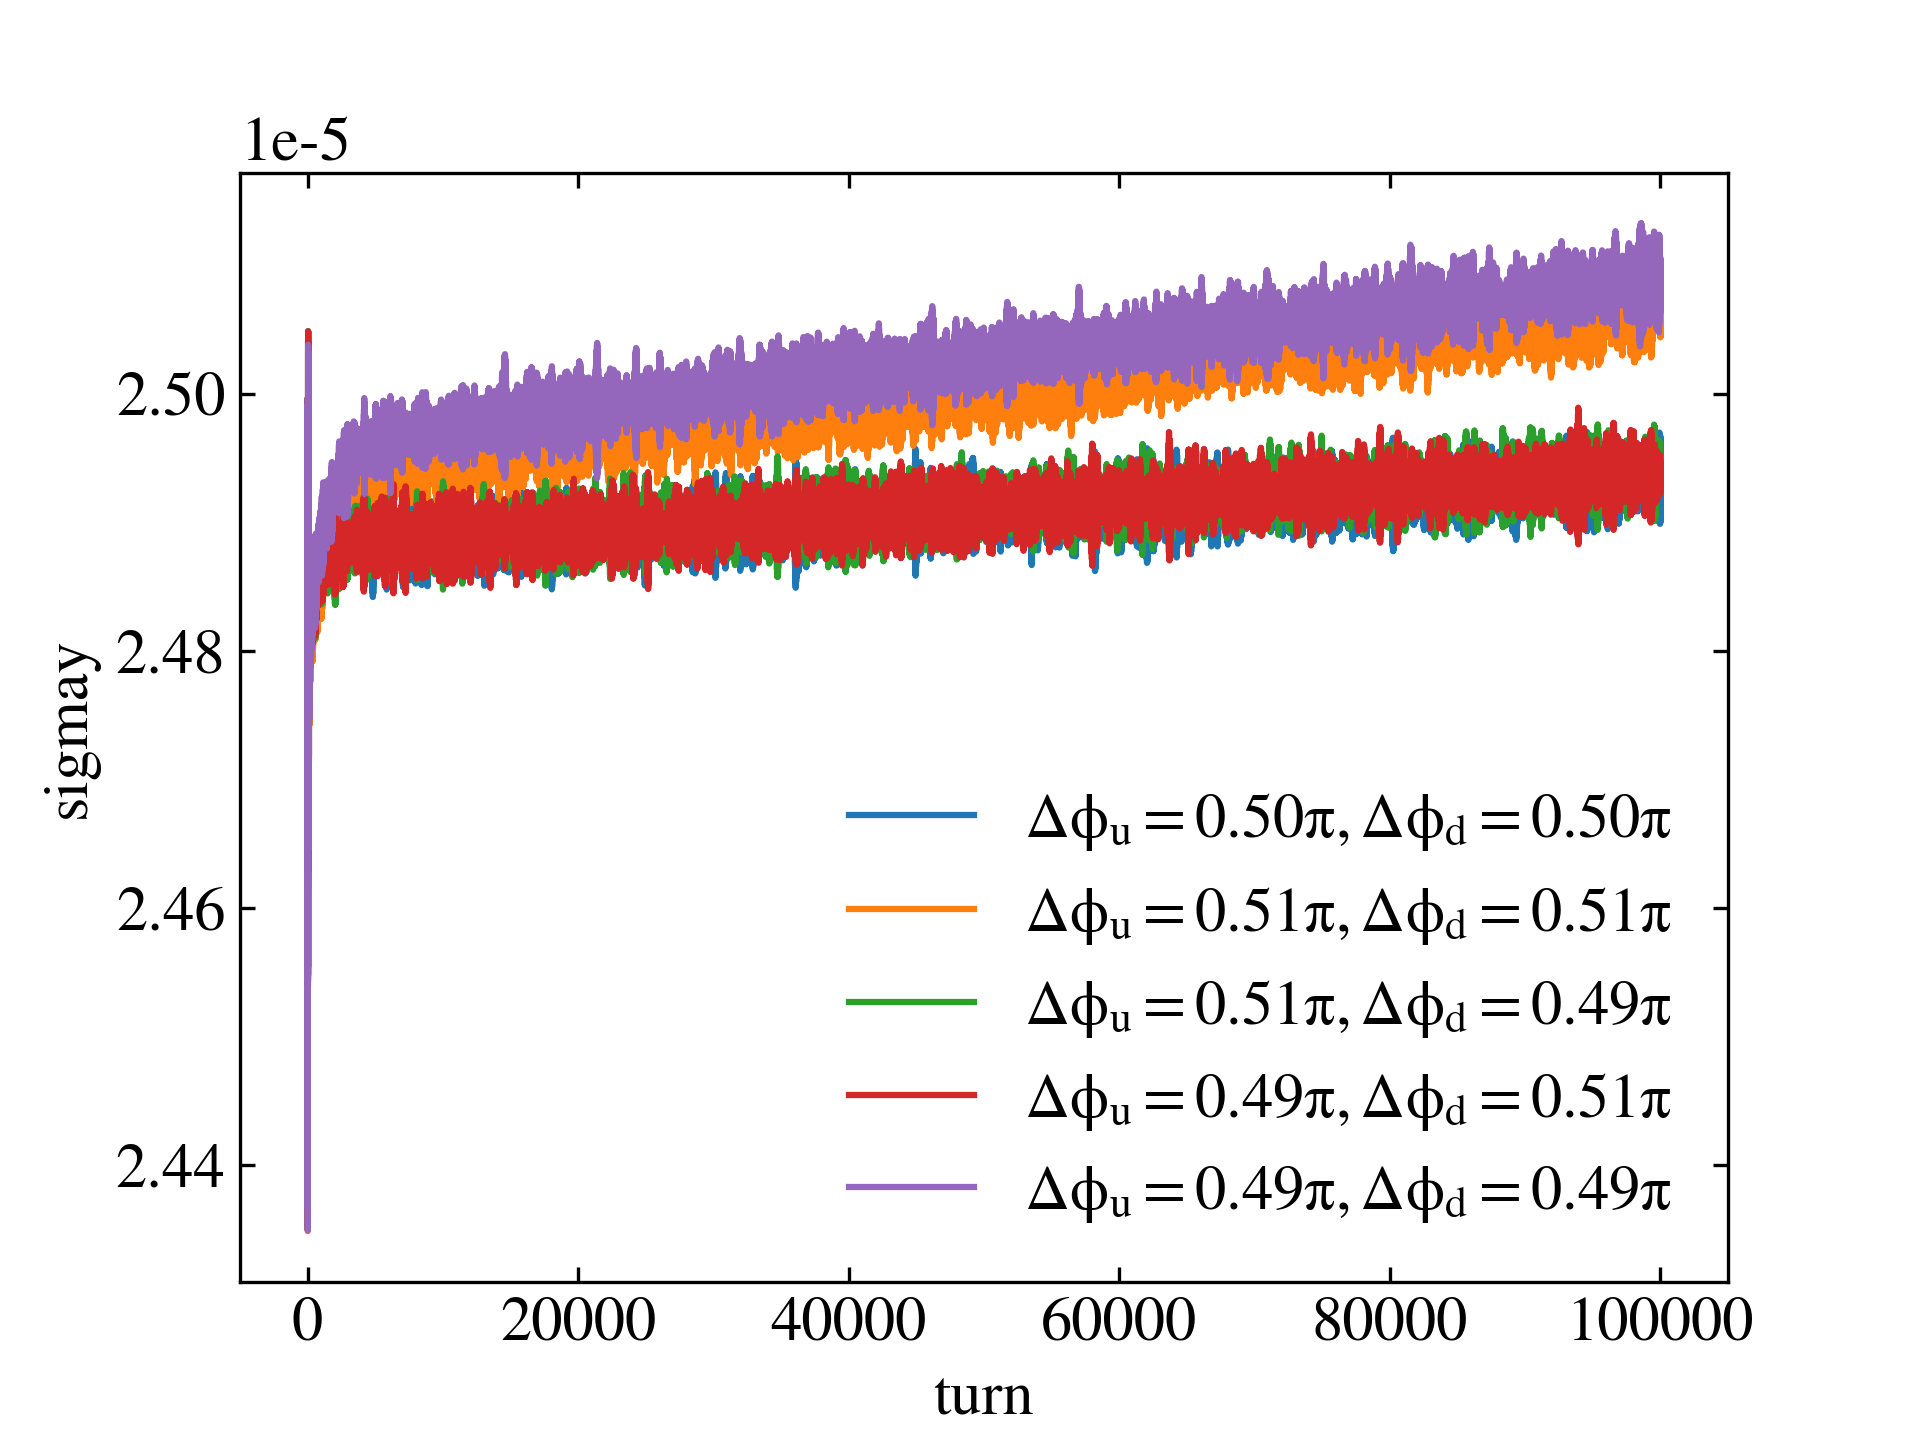 1e-5
2.50
2.48
2.46
2.44
sigmay
Δϕu = 0.50π, Δϕd = 0.50π
Δϕu = 0.51π, Δϕd = 0.51π
Δϕu = 0.51π, Δϕd = 0.49π
Δϕu = 0.49π, Δϕd = 0.51π
Δϕu = 0.49π, Δϕd = 0.49π
0 20000 40000 60000 80000 100000
turn